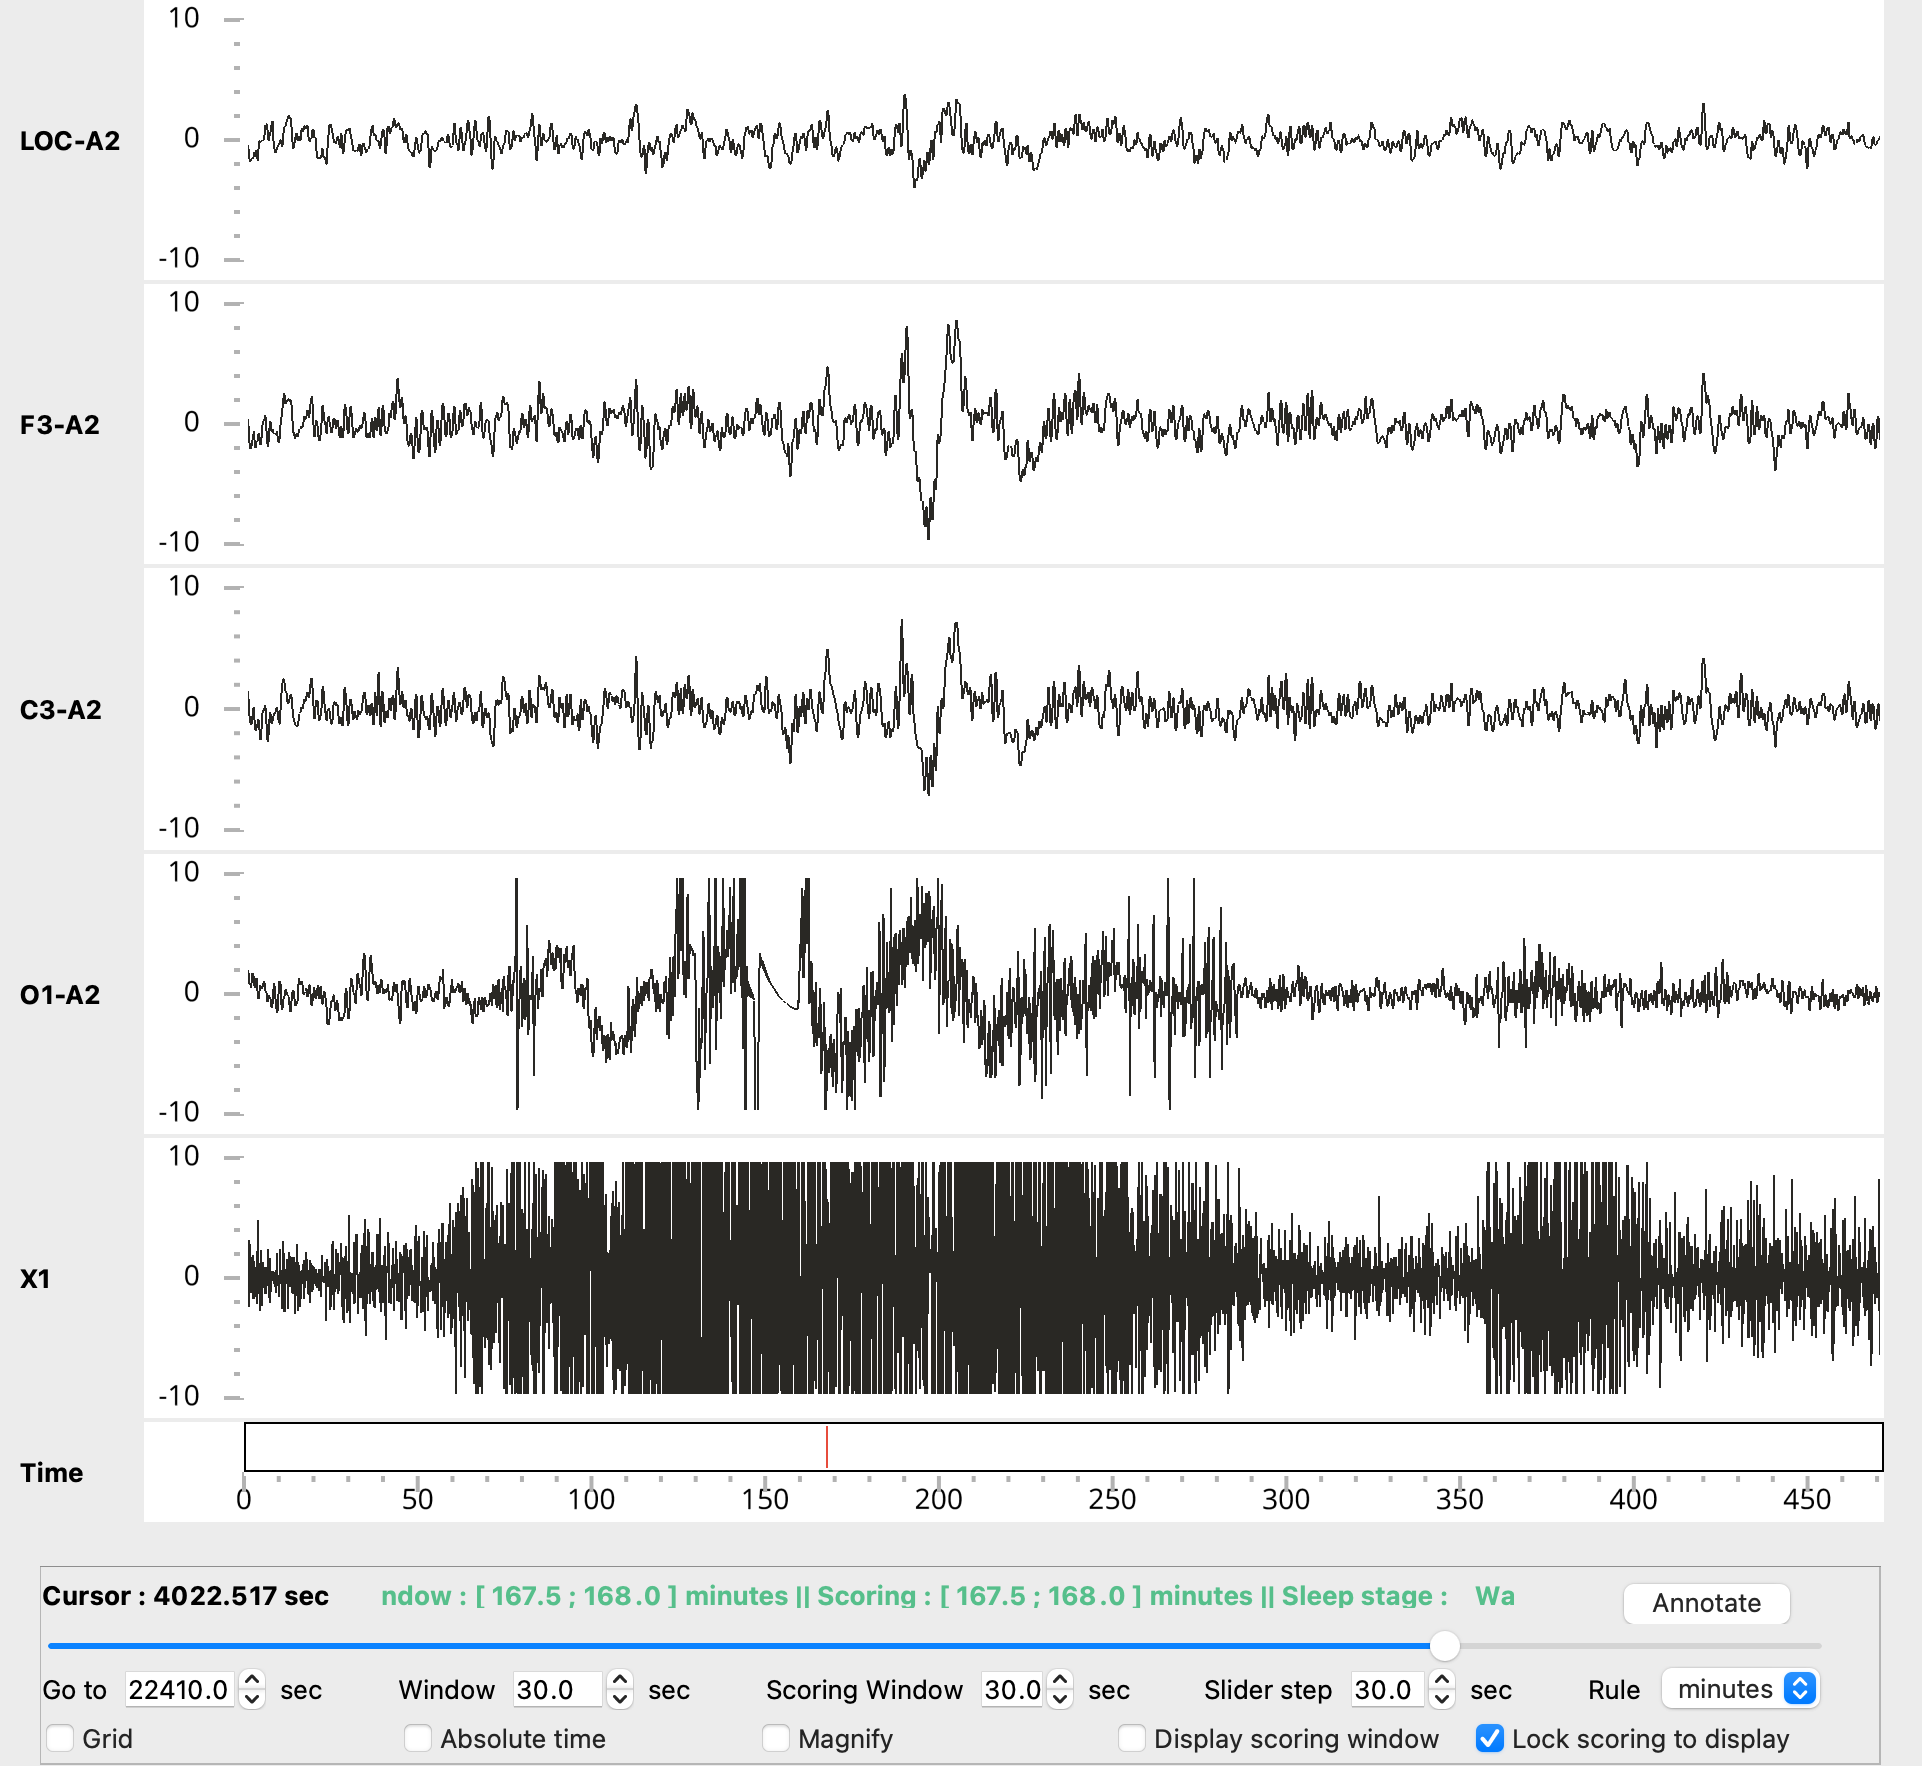 10
LOC-A2 0
-10
10
F3-A2 0
-10
10
C3-A2 0
-10
10
O1-A2 0
-10
10
X1 0
-10
Time
0 50 100 150 200 250 300 350 400 450
Cursor : 4022.517 sec ndow : [ 167.5 ; 168.0 ] minutes || Scoring : [ 167.5 ; 168.0 ] minutes || Sleep stage : Wa Annotate
Go to 22410.0 sec Window 30.0 sec Scoring Window 30.0 sec Slider step 30.0 sec Rule minutes
Grid Absolute time Magnify Display scoring window Lock scoring to display